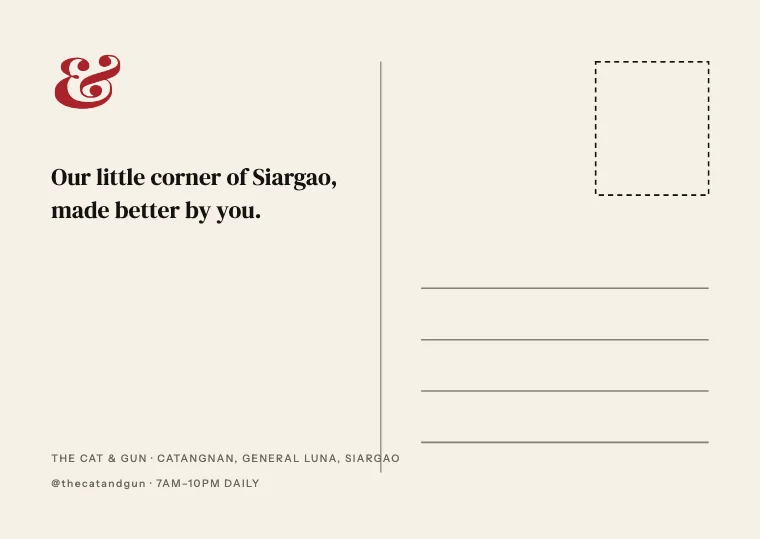 &
Our little corner of Siargao,
made better by you.
THE CAT & GUN · CATANGNAN, GENERAL LUNA, SIARGAO
@thecatandgun · 7AM–10PM DAILY